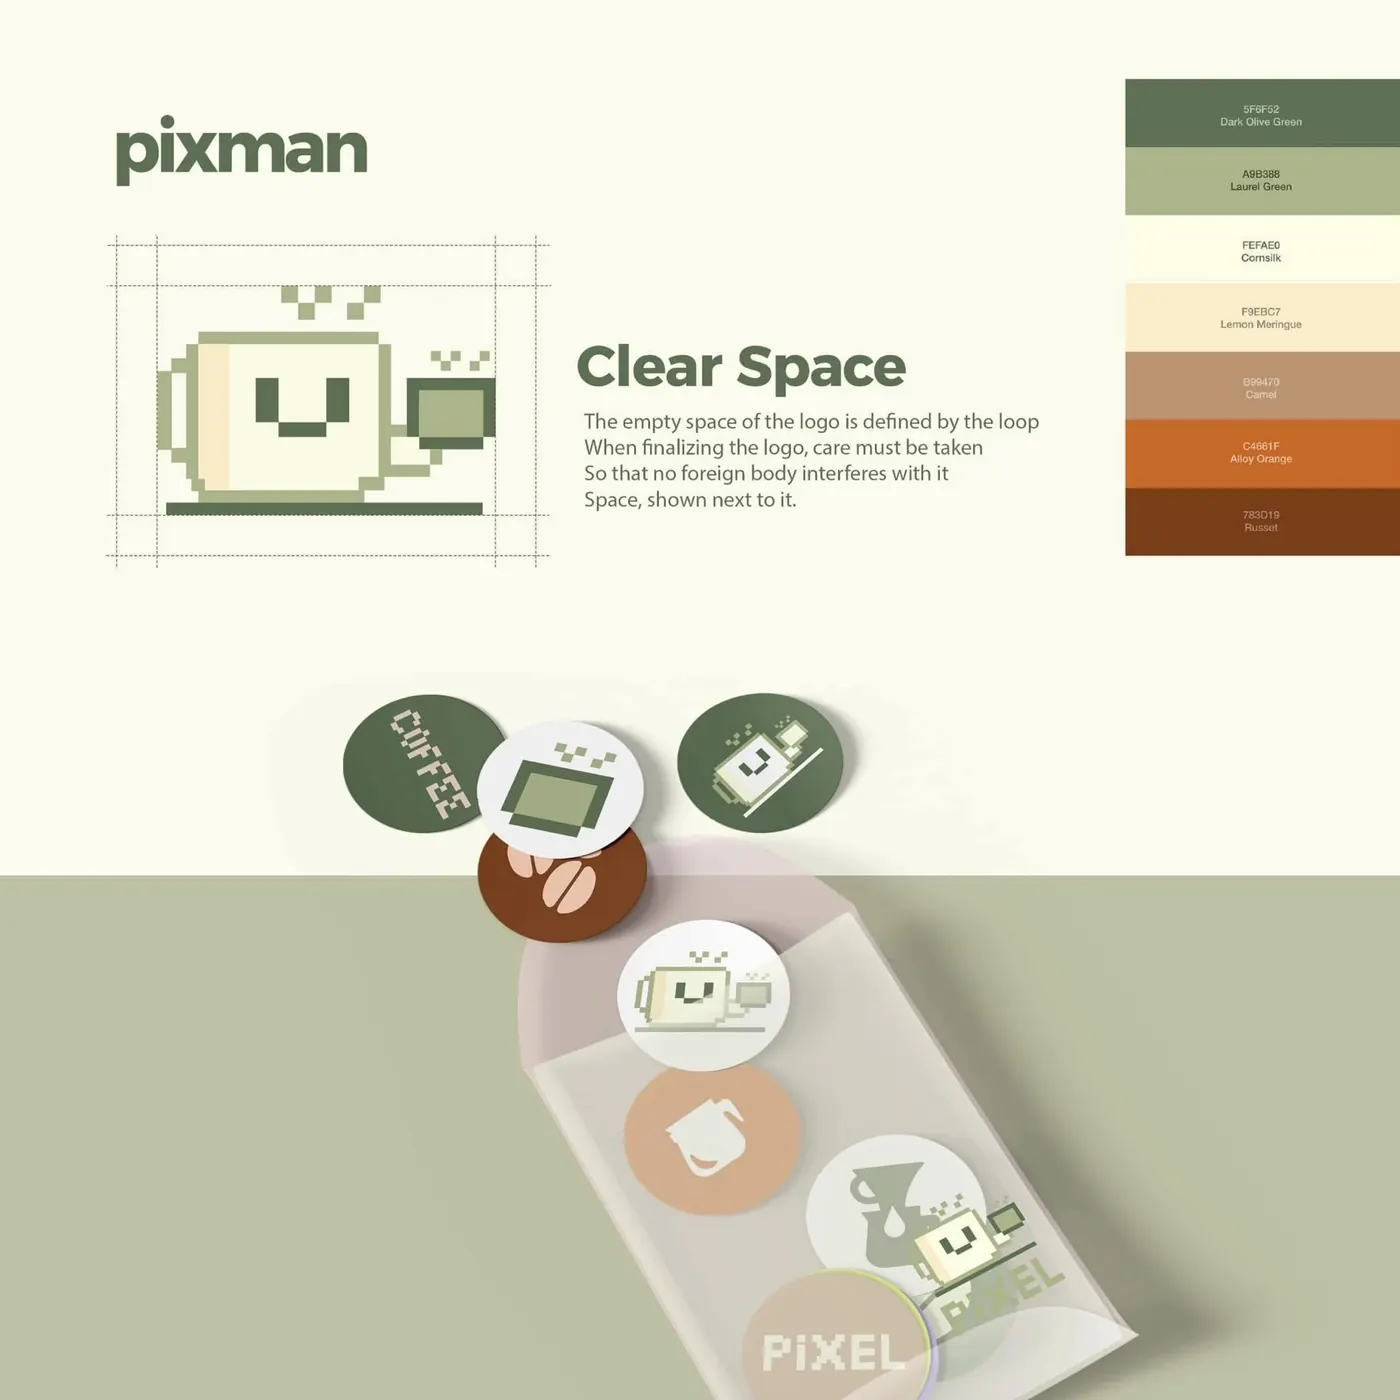 pixman
5F6F52
Dark Olive Green
A9B388
Laurel Green
FEFAE0
Cornsilk
F9EBC7
Lemon Meringue
B99470
Camel
C4661F
Alloy Orange
783D19
Russet
Clear Space
The empty space of the logo is defined by the loop
When finalizing the logo, care must be taken
So that no foreign body interferes with it
Space, shown next to it.
COFFEE
PIXEL
PiXEL